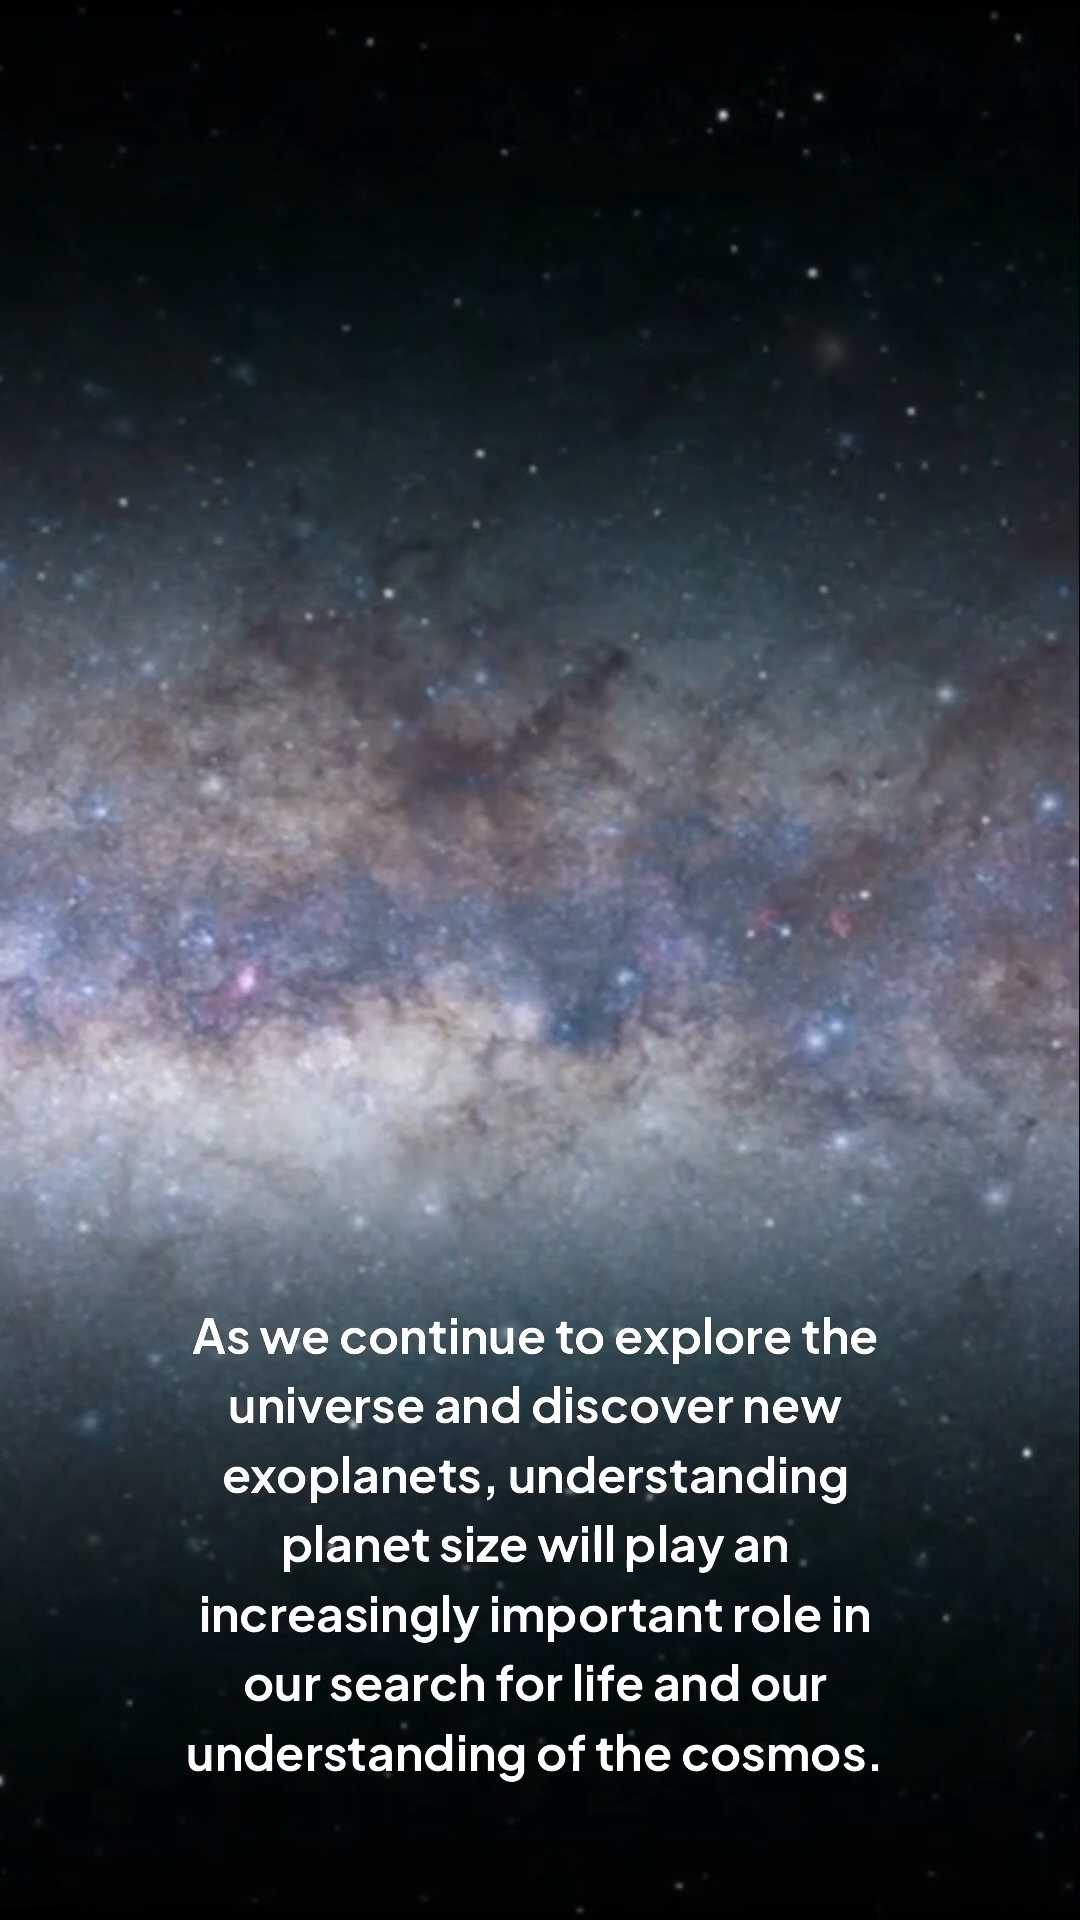 As we continue to explore the
universe and discover new
exoplanets, understanding
planet size will play an
increasingly important role in
our search for life and our
understanding of the cosmos.